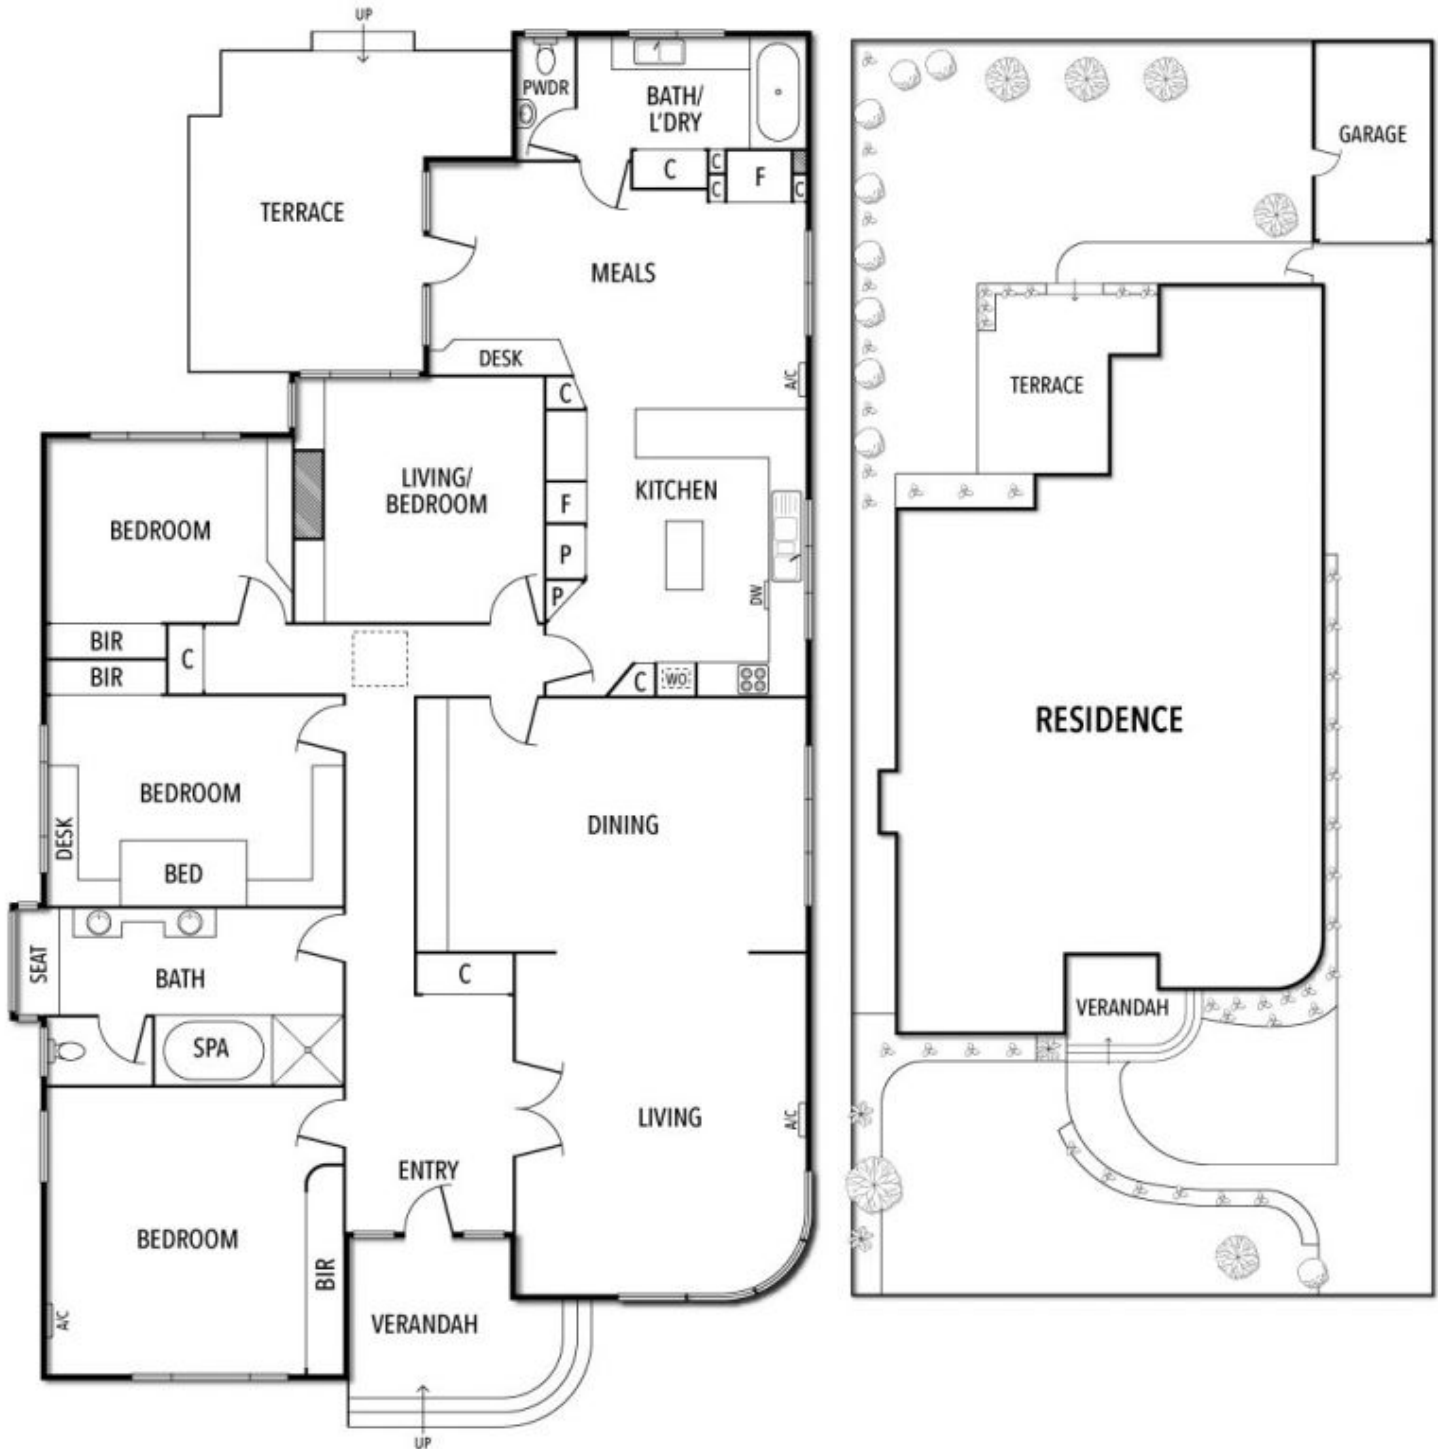 UP
PWDR
BATH/
L'DRY
C
C
C
F
C
TERRACE
MEALS
DESK
A/C
C
LIVING/
BEDROOM
KITCHEN
F
P
P
DW
BEDROOM
BIR
BIR
C
C
WO
BEDROOM
DESK
BED
DINING
SEAT
BATH
C
SPA
LIVING
A/C
ENTRY
BEDROOM
BIR
A/C
VERANDAH
UP
GARAGE
TERRACE
RESIDENCE
VERANDAH